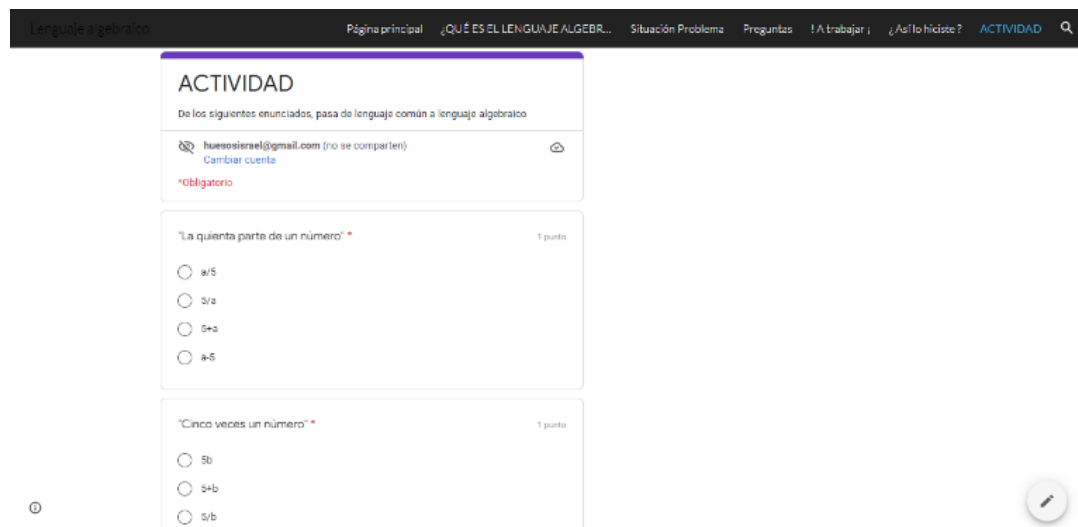 Lenguaje algebraico
Página principal ¿QUÉ ES EL LENGUAJE ALGEBR... Situación Problema Preguntas ! A trabajar ¡ ¿Así lo hiciste ? ACTIVIDAD
ACTIVIDAD
De los siguientes enunciados, pasa de lenguaje común a lenguaje algebraico
huesosisrael@gmail.com (no se comparten)
Cambiar cuenta
*Obligatorio
"La quienta parte de un número" * 1 punto
a/5
5/a
5+a
a-5
"Cinco veces un número" * 1 punto
5b
5+b
5/b